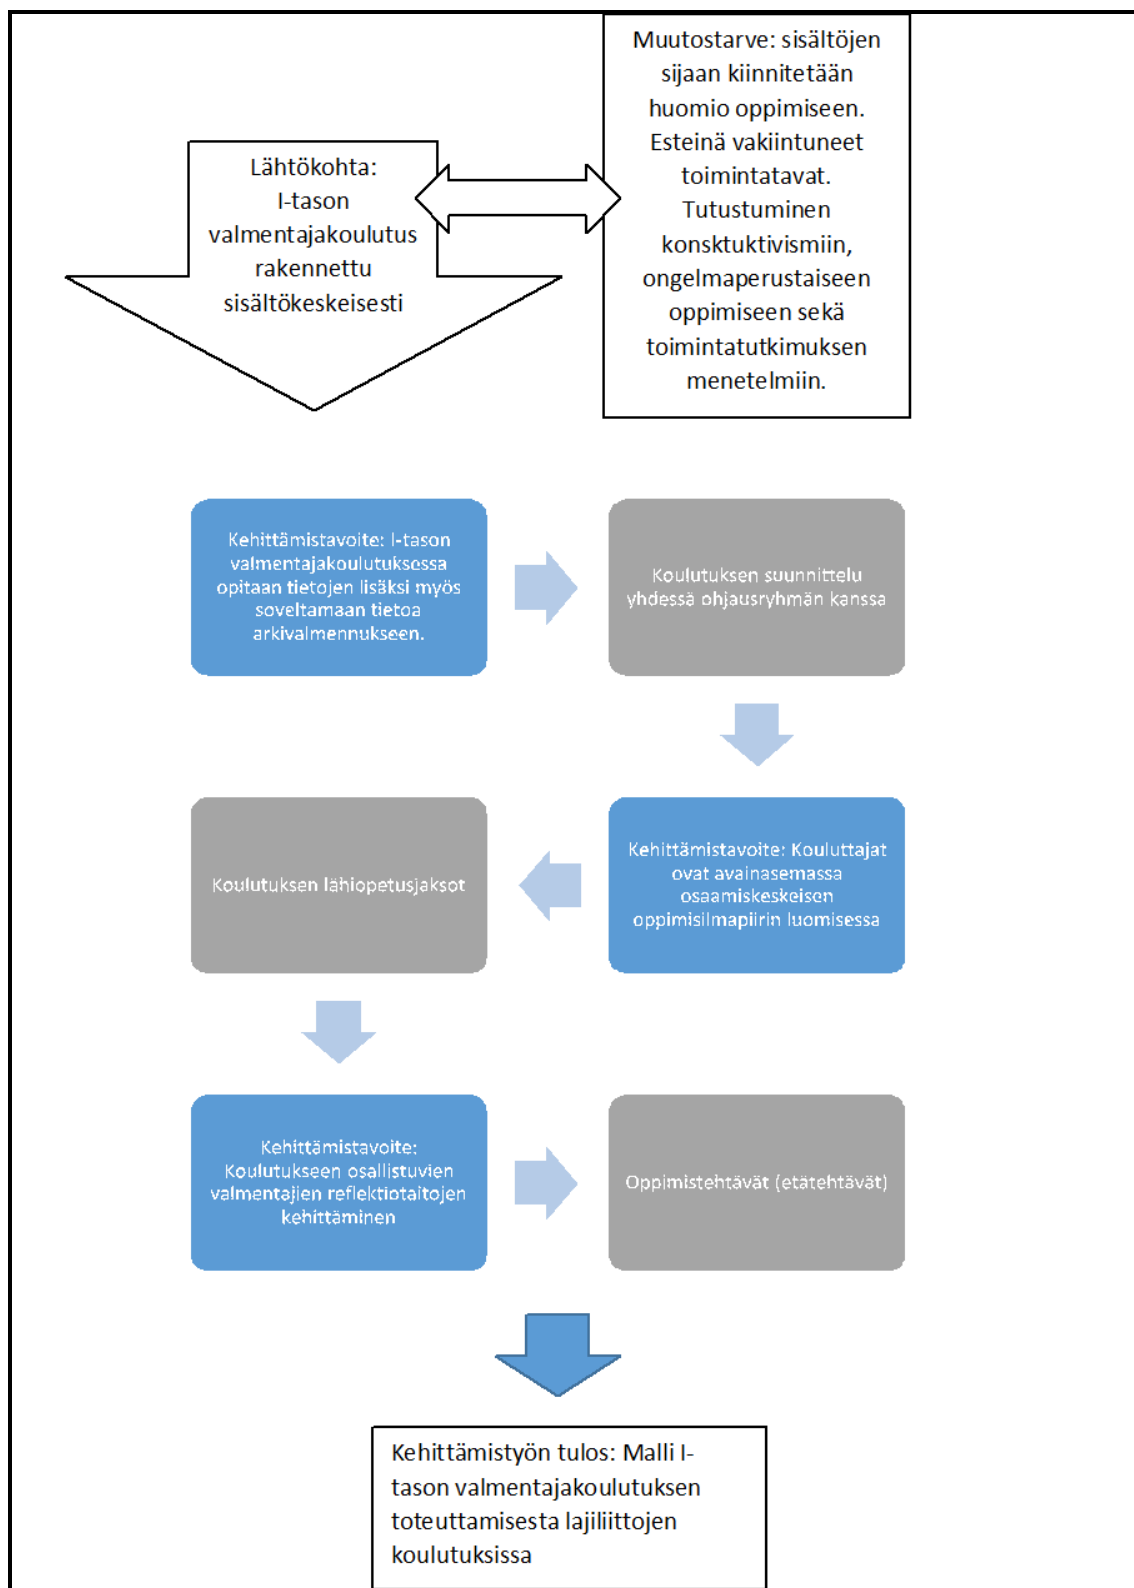 Muutostarve: sisältöjen
sijaan kiinnitetään
huomio oppimiseen.
Esteinä vakiintuneet
toimintatavat.
Tutustuminen
konsktuktivismiin,
ongelmaperustaiseen
oppimiseen sekä
toimintatutkimuksen
menetelmiin.
Lähtökohta:
I-tason
valmentajakoulutus
rakennettu
sisältökeskeisesti
Kehittämistavoite: I-tason
valmentajakoulutuksessa
opitaan tietojen lisäksi myös
soveltamaan tietoa
arkivalmennukseen.
Koulutuksen suunnittelu
yhdessä ohjausryhmän kanssa
Kehittämistavoite: Kouluttajat
ovat avainasemassa
osaamiskeskeisen
oppimisilmapiirin luomisessa
Koulutuksen lähiopetusjaksot
Kehittämistavoite:
Koulutukseen osallistuvien
valmentajien reflektiotaitojen
kehittäminen
Oppimistehtävät (etätehtävät)
Kehittämistyön tulos: Malli I-
tason valmentajakoulutuksen
toteuttamisesta lajiliittojen
koulutuksissa